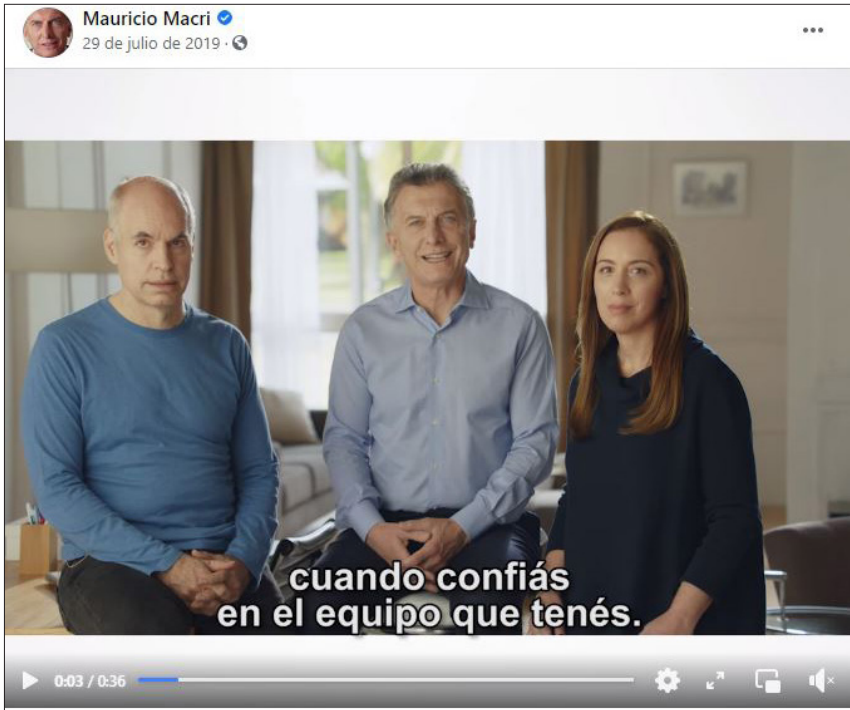 Mauricio Macri
29 de julio de 2019
cuando confiás
en el equipo que tenés.
0:03 / 0:36